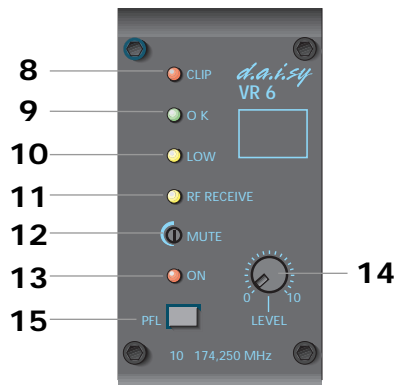 8 CLIP d.a.i.sy
VR 6
9 O K
10 LOW
11 RF RECEIVE
12 MUTE
13 ON 14
0 10
15 PFL LEVEL
10 174,250 MHz